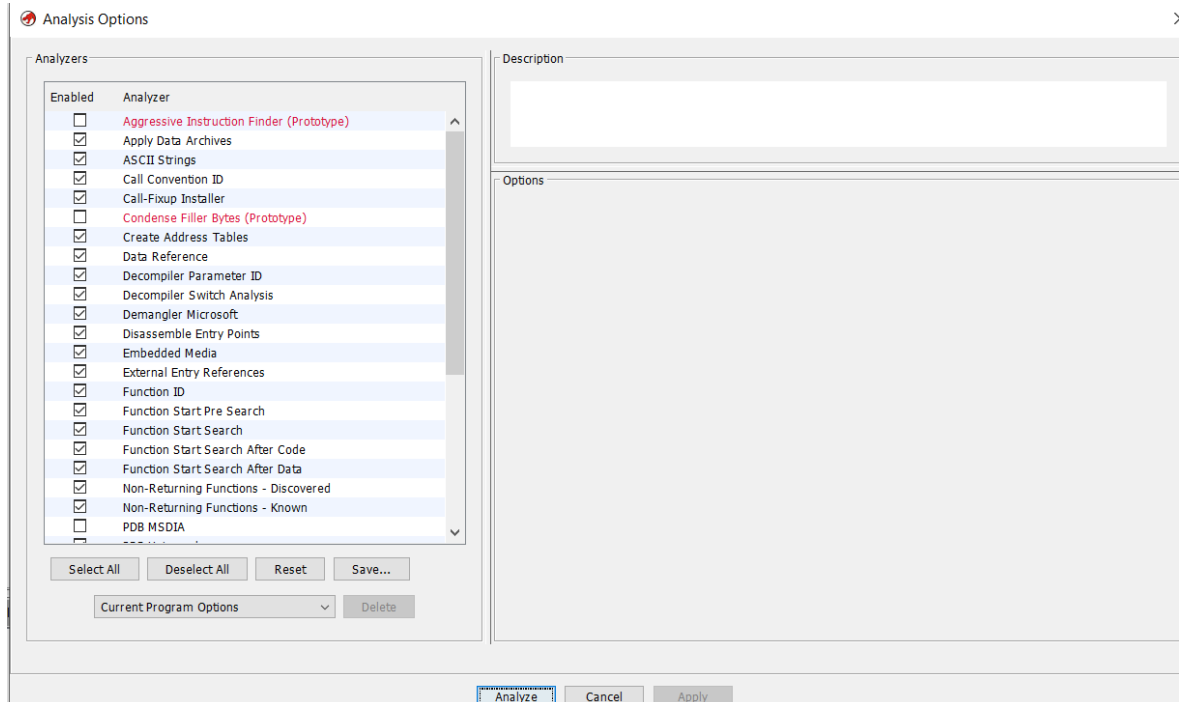 Analysis Options
Analyzers
Enabled Analyzer
Aggressive Instruction Finder (Prototype)
Apply Data Archives
ASCII Strings
Call Convention ID
Call-Fixup Installer
Condense Filler Bytes (Prototype)
Create Address Tables
Data Reference
Decompiler Parameter ID
Decompiler Switch Analysis
Demangler Microsoft
Disassemble Entry Points
Embedded Media
External Entry References
Function ID
Function Start Pre Search
Function Start Search
Function Start Search After Code
Function Start Search After Data
Non-Returning Functions - Discovered
Non-Returning Functions - Known
PDB MSDIA
Select All Deselect All Reset Save...
Current Program Options Delete
Description
Options
Analyze Cancel Apply